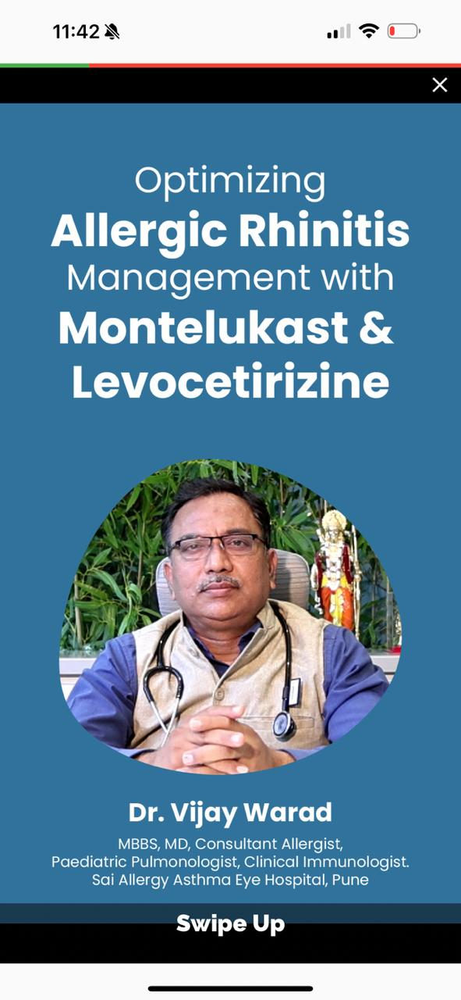 11:42
Optimizing
Allergic Rhinitis
Management with
Montelukast &
Levocetirizine
Dr. Vijay Warad
MBBS, MD, Consultant Allergist,
Paediatric Pulmonologist, Clinical Immunologist.
Sai Allergy Asthma Eye Hospital, Pune
Swipe Up